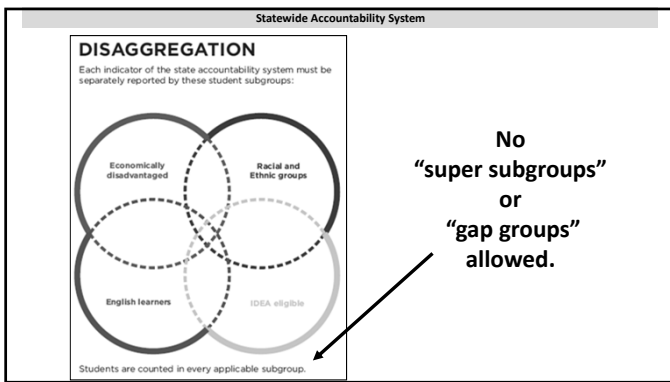 Statewide Accountability System
DISAGGREGATION
Each indicator of the state accountability system must be
separately reported by these student subgroups:
Economically
disadvantaged
Racial and
Ethnic groups
English learners
IDEA eligible
Students are counted in every applicable subgroup.
No
“super subgroups”
or
“gap groups”
allowed.